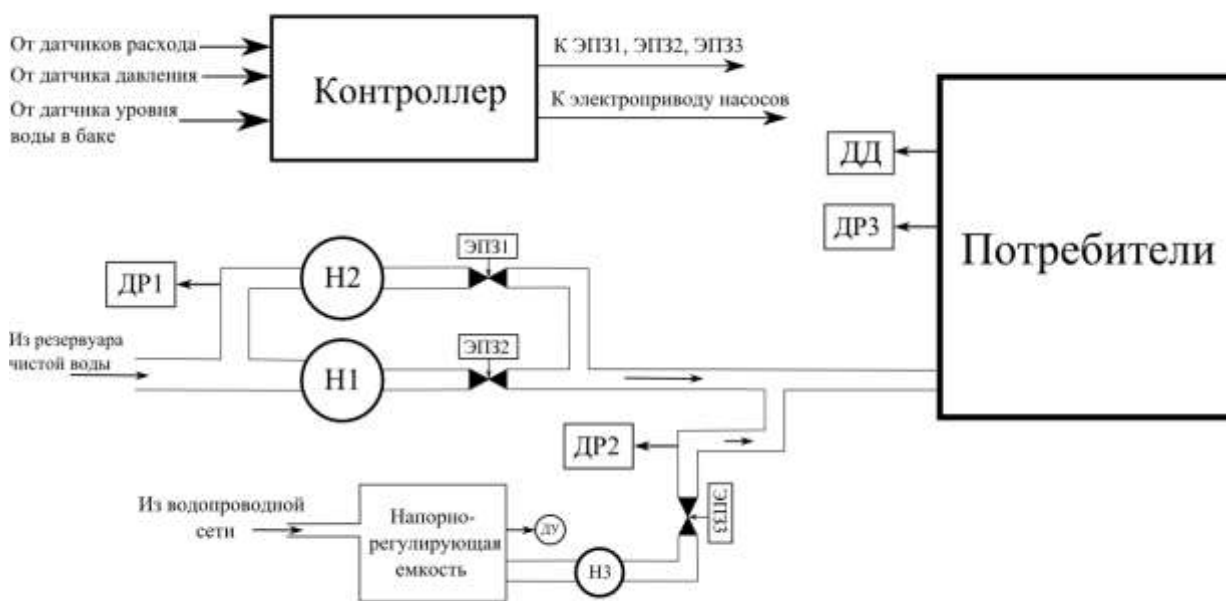 От датчиков расхода
От датчика давления
От датчика уровня
воды в баке
Контроллер
К ЭПЗ1, ЭПЗ2, ЭПЗ3
К электроприводу насосов
ДД
ДР3
Потребители
ЭПЗ1
ДР1
Н2
Из резервуара
чистой воды
ЭПЗ2
Н1
ДР2
ЭПЗ3
Из водопроводной
сети
Напорно-
регулирующая
емкость
ДУ
Н3